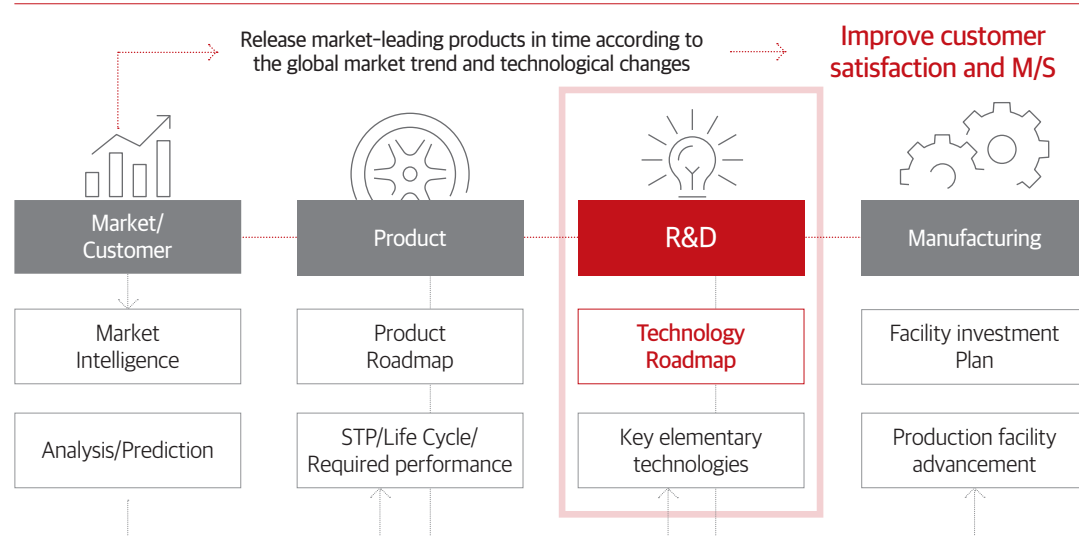 Release market-leading products in time according to
the global market trend and technological changes
Improve customer
satisfaction and M/S
Market/
Customer
Product
R&D
Manufacturing
Market
Intelligence
Product
Roadmap
Technology
Roadmap
Facility investment
Plan
Analysis/Prediction
STP/Life Cycle/
Required performance
Key elementary
technologies
Production facility
advancement